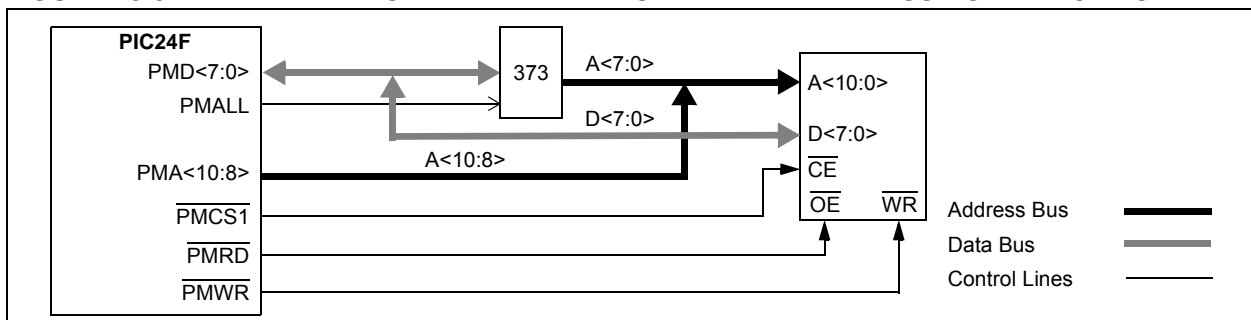 PIC24F
PMD<7:0>
PMALL
PMA<10:8>
PMCS1
PMRD
PMWR
373
A<7:0>
D<7:0>
A<10:8>
A<10:0>
D<7:0>
CE
OE WR
Address Bus
Data Bus
Control Lines